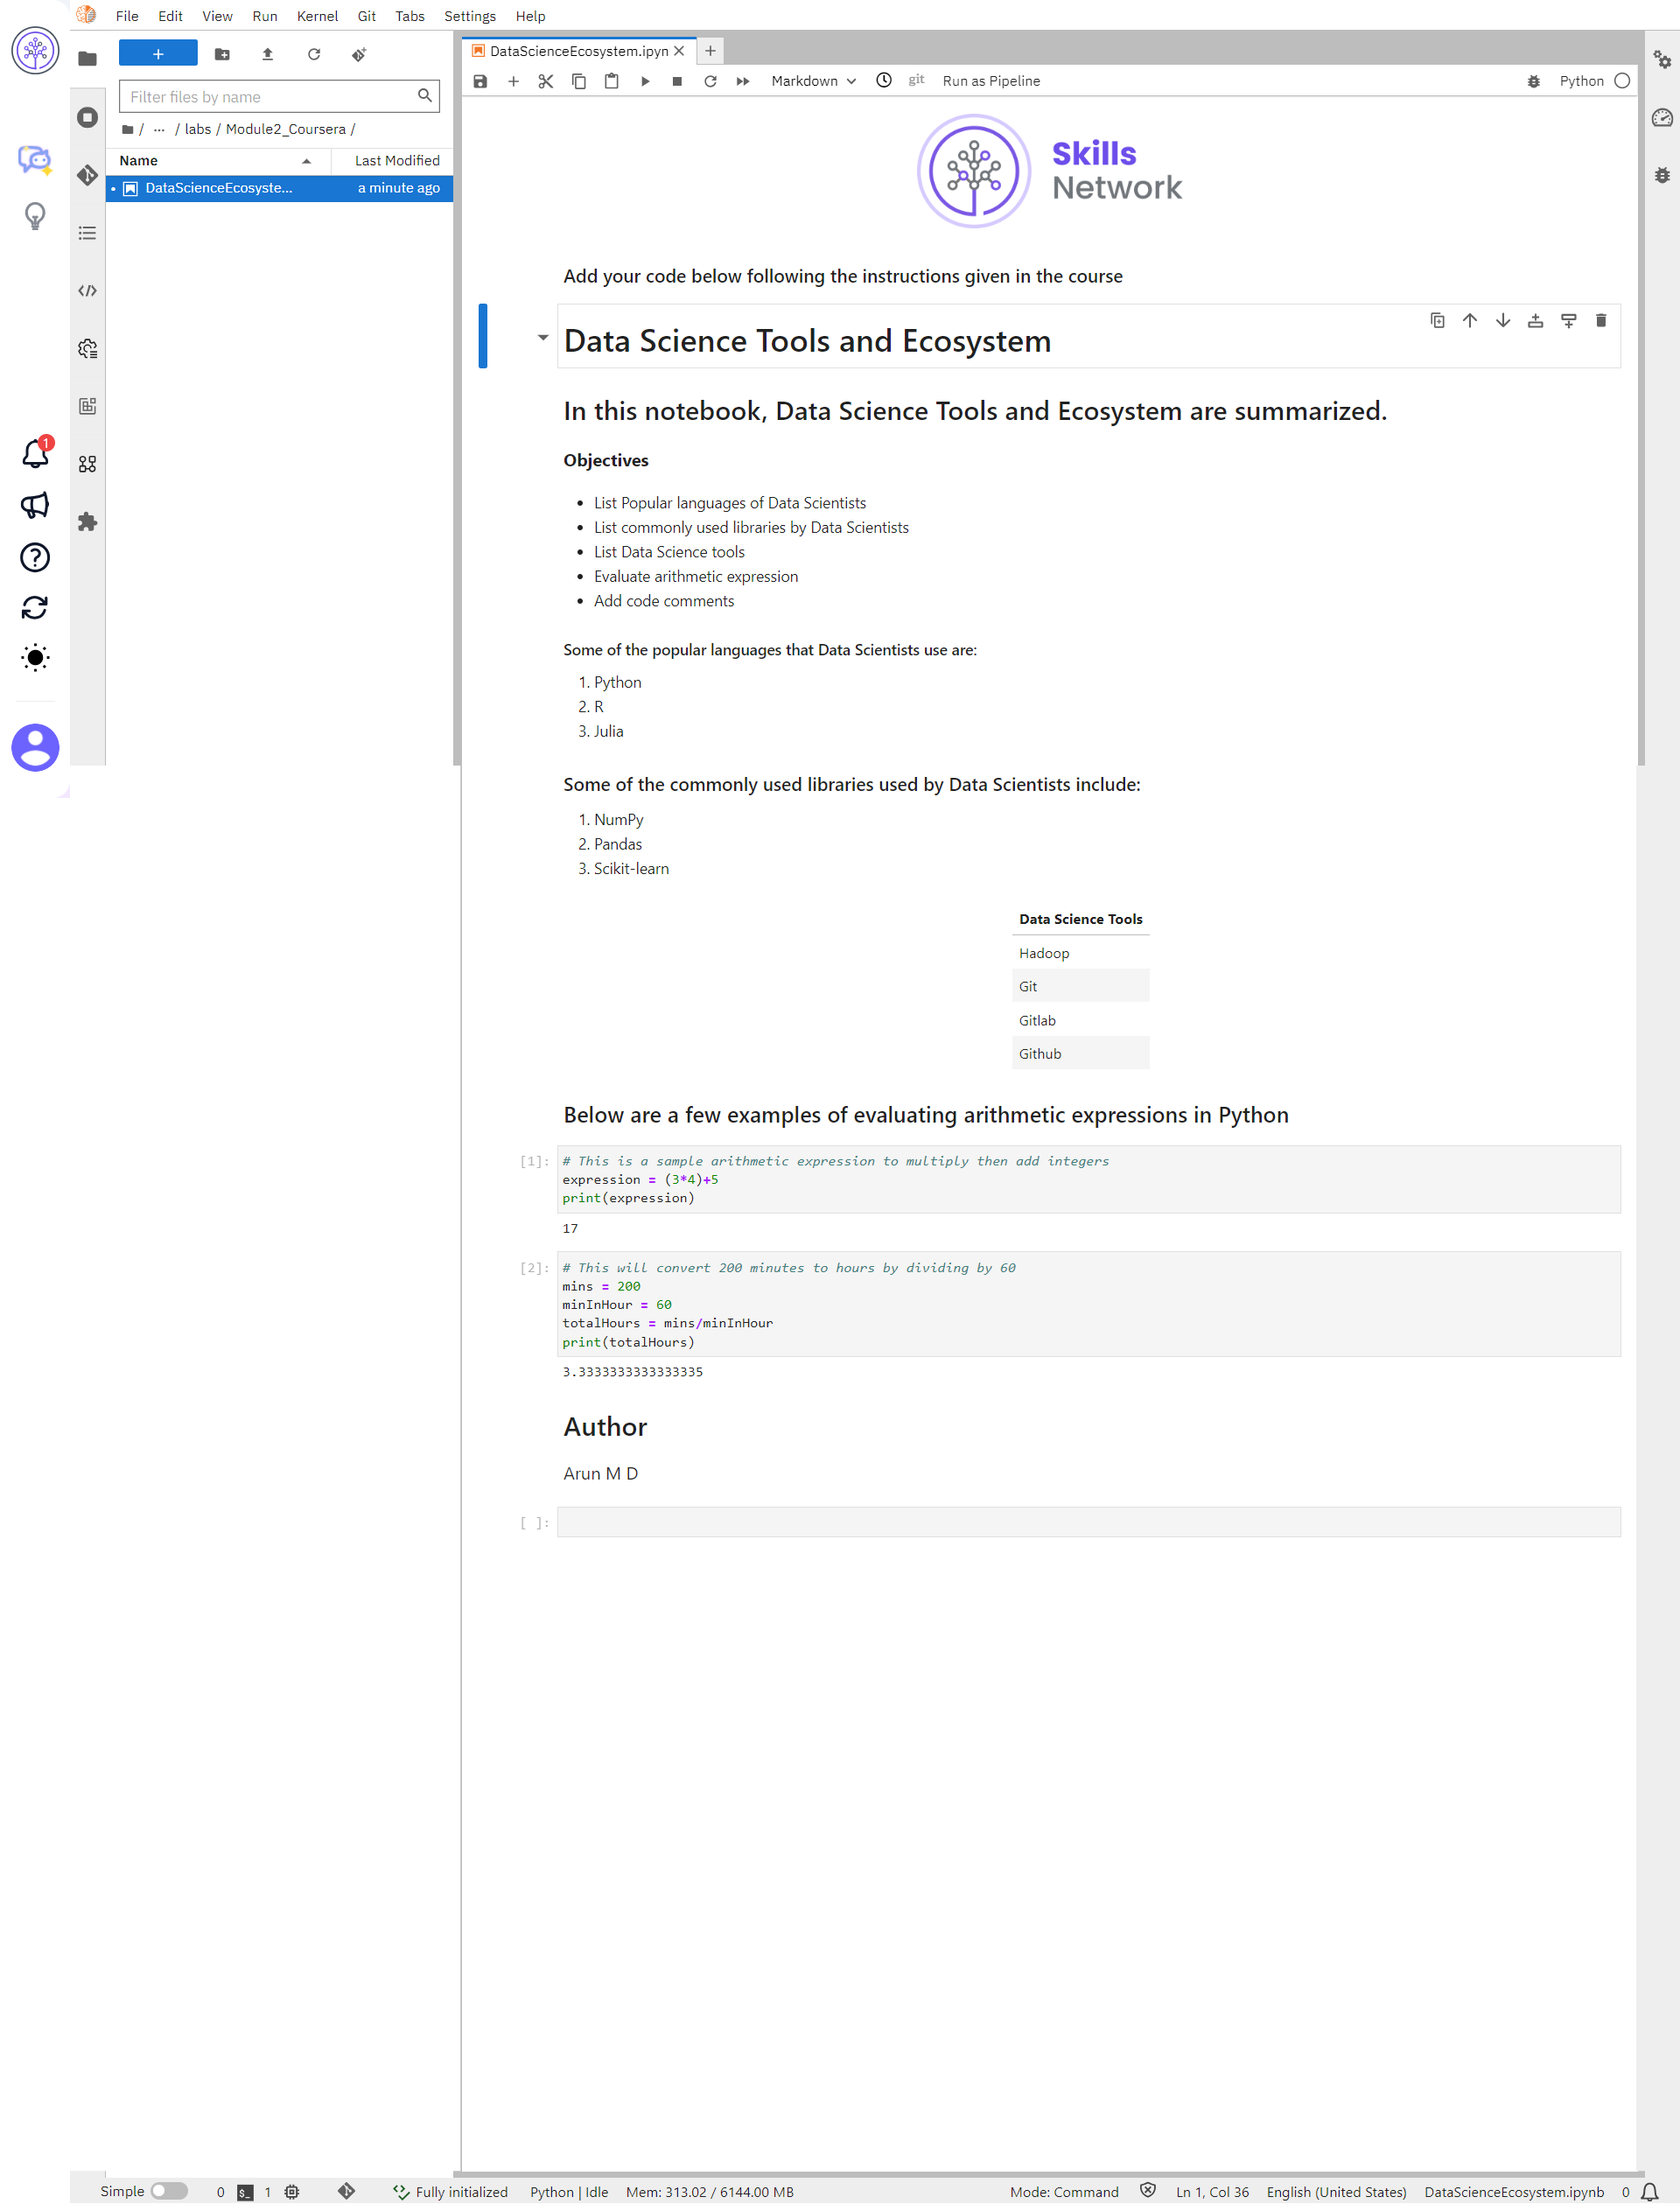 File Edit View Run Kernel Git Tabs Settings Help
+
Filter files by name
/ ... / labs / Module2_Coursera /
Name Last Modified
DataScienceEcosyste... a minute ago
DataScienceEcosystem.ipyn
Markdown git Run as Pipeline Python
Skills
Network
Add your code below following the instructions given in the course
Data Science Tools and Ecosystem
In this notebook, Data Science Tools and Ecosystem are summarized.
Objectives
• List Popular languages of Data Scientists
• List commonly used libraries by Data Scientists
• List Data Science tools
• Evaluate arithmetic expression
• Add code comments
Some of the popular languages that Data Scientists use are:
1. Python
2. R
3. Julia
Some of the commonly used libraries used by Data Scientists include:
1. NumPy
2. Pandas
3. Scikit-learn
Data Science Tools
Hadoop
Git
Gitlab
Github
Below are a few examples of evaluating arithmetic expressions in Python
[1]: # This is a sample arithmetic expression to multiply then add integers
expression = (3*4)+5
print(expression)
17
[2]: # This will convert 200 minutes to hours by dividing by 60
mins = 200
minInHour = 60
totalHours = mins/minInHour
print(totalHours)
3.3333333333333335
Author
Arun M D
[ ]:
1
Simple 0 $_ 1 Fully initialized Python | Idle Mem: 313.02 / 6144.00 MB Mode: Command Ln 1, Col 36 English (United States) DataScienceEcosystem.ipynb 0